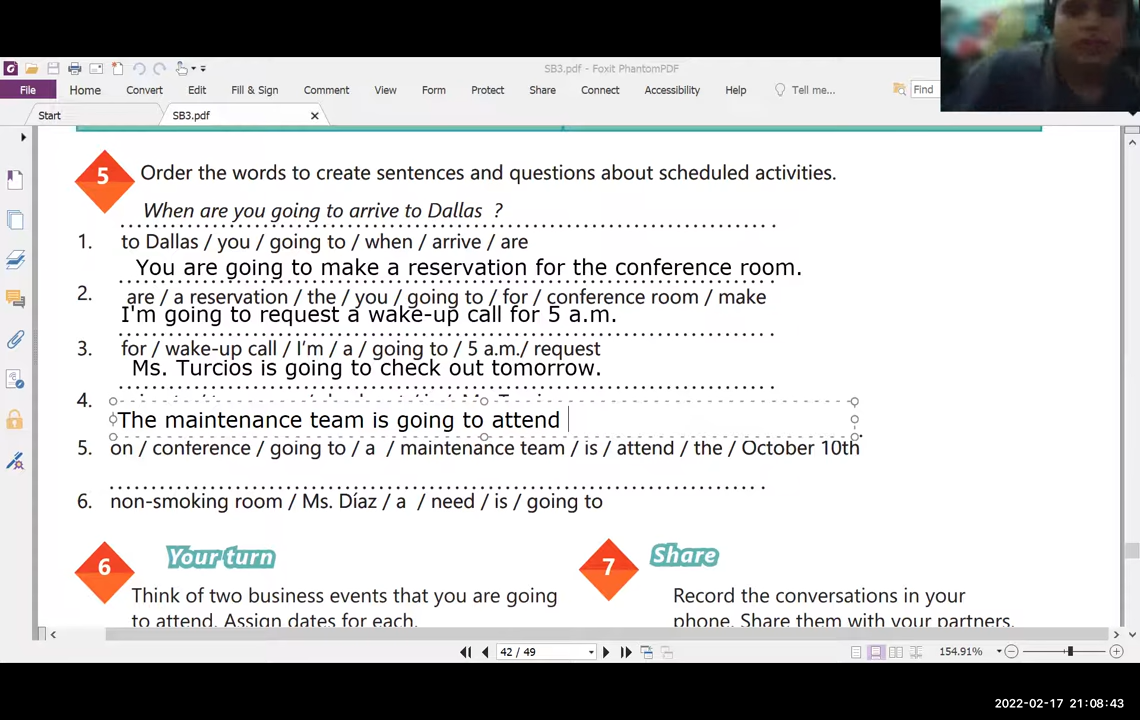 SB3.pdf - Foxit PhantomPDF
File Home Convert Edit Fill & Sign Comment View Form Protect Share Connect Accessibility Help Tell me... Find
Start SB3.pdf
5 Order the words to create sentences and questions about scheduled activities.
When are you going to arrive to Dallas ?
1. to Dallas / you / going to / when / arrive / are
You are going to make a reservation for the conference room.
2. are / a reservation / the / you / going to / for / conference room / make
I'm going to request a wake-up call for 5 a.m.
3. for / wake-up call / I'm / a / going to / 5 a.m./ request
Ms. Turcios is going to check out tomorrow.
4.
The maintenance team is going to attend
5. on / conference / going to / a / maintenance team / is / attend / the / October 10th
6. non-smoking room / Ms. Díaz / a / need / is / going to
6 Your turn
Think of two business events that you are going
to attend. Assign dates for each.
7 Share
Record the conversations in your
phone. Share them with your partners.
42 / 49 154.91%
2022-02-17 21:08:43